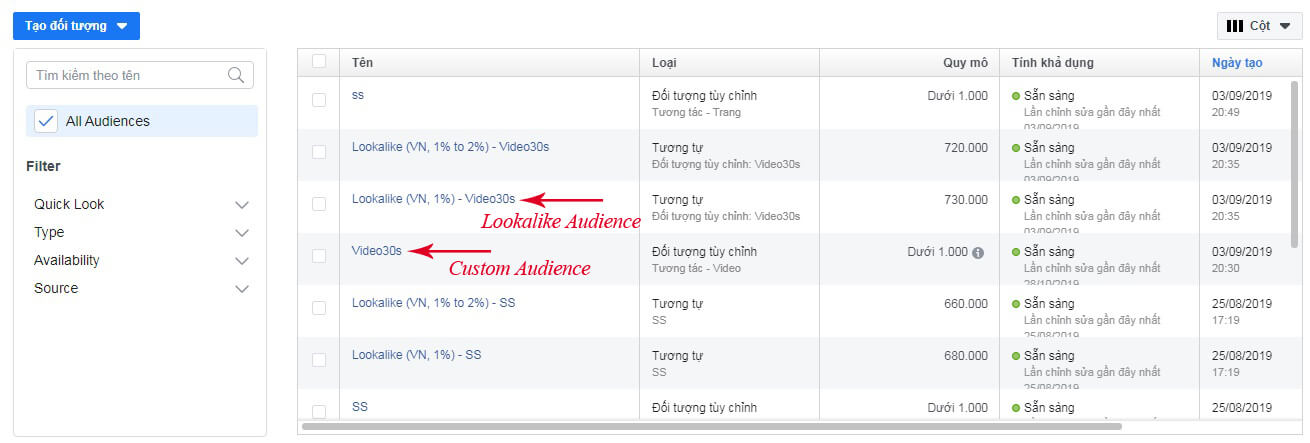 Tạo đối tượng
Cột
Tìm kiếm theo tên
All Audiences
Filter
Quick Look
Type
Availability
Source
Tên Loại Quy mô Tính khả dụng Ngày tạo
ss Đối tượng tùy chỉnh Dưới 1.000 Sẵn sàng 03/09/2019
Tương tác - Trang Lần chỉnh sửa gần đây nhất 20:49
03/09/2019
Lookalike (VN, 1% to 2%) - Video30s Tương tự 720.000 Sẵn sàng 03/09/2019
Đối tượng tùy chỉnh: Video30s Lần chỉnh sửa gần đây nhất 20:35
03/09/2019
Lookalike (VN, 1%) - Video30s Tương tự 730.000 Sẵn sàng 03/09/2019
Lookalike Audience
Đối tượng tùy chỉnh: Video30s Lần chỉnh sửa gần đây nhất 20:35
03/09/2019
Video30s Đối tượng tùy chỉnh Dưới 1.000 Sẵn sàng 03/09/2019
Custom Audience
Tương tác - Video Lần chỉnh sửa gần đây nhất 20:30
28/10/2019
Lookalike (VN, 1% to 2%) - SS Tương tự 660.000 Sẵn sàng 25/08/2019
SS Lần chỉnh sửa gần đây nhất 17:19
25/08/2019
Lookalike (VN, 1%) - SS Tương tự 680.000 Sẵn sàng 25/08/2019
SS Lần chỉnh sửa gần đây nhất 17:19
25/08/2019
SS Đối tượng tùy chỉnh Dưới 1.000 Sẵn sàng 25/08/2019